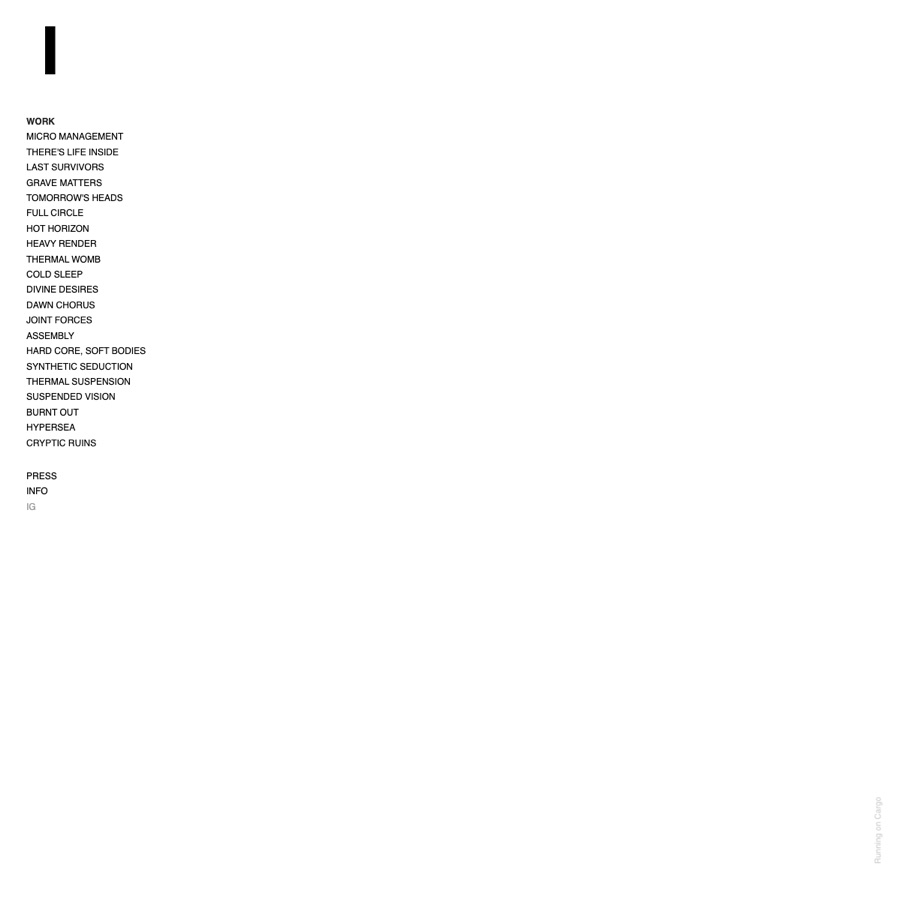 WORK
MICRO MANAGEMENT
THERE'S LIFE INSIDE
LAST SURVIVORS
GRAVE MATTERS
TOMORROW'S HEADS
FULL CIRCLE
HOT HORIZON
HEAVY RENDER
THERMAL WOMB
COLD SLEEP
DIVINE DESIRES
DAWN CHORUS
JOINT FORCES
ASSEMBLY
HARD CORE, SOFT BODIES
SYNTHETIC SEDUCTION
THERMAL SUSPENSION
SUSPENDED VISION
BURNT OUT
HYPERSEA
CRYPTIC RUINS
PRESS
INFO
IG
Running on Cargo